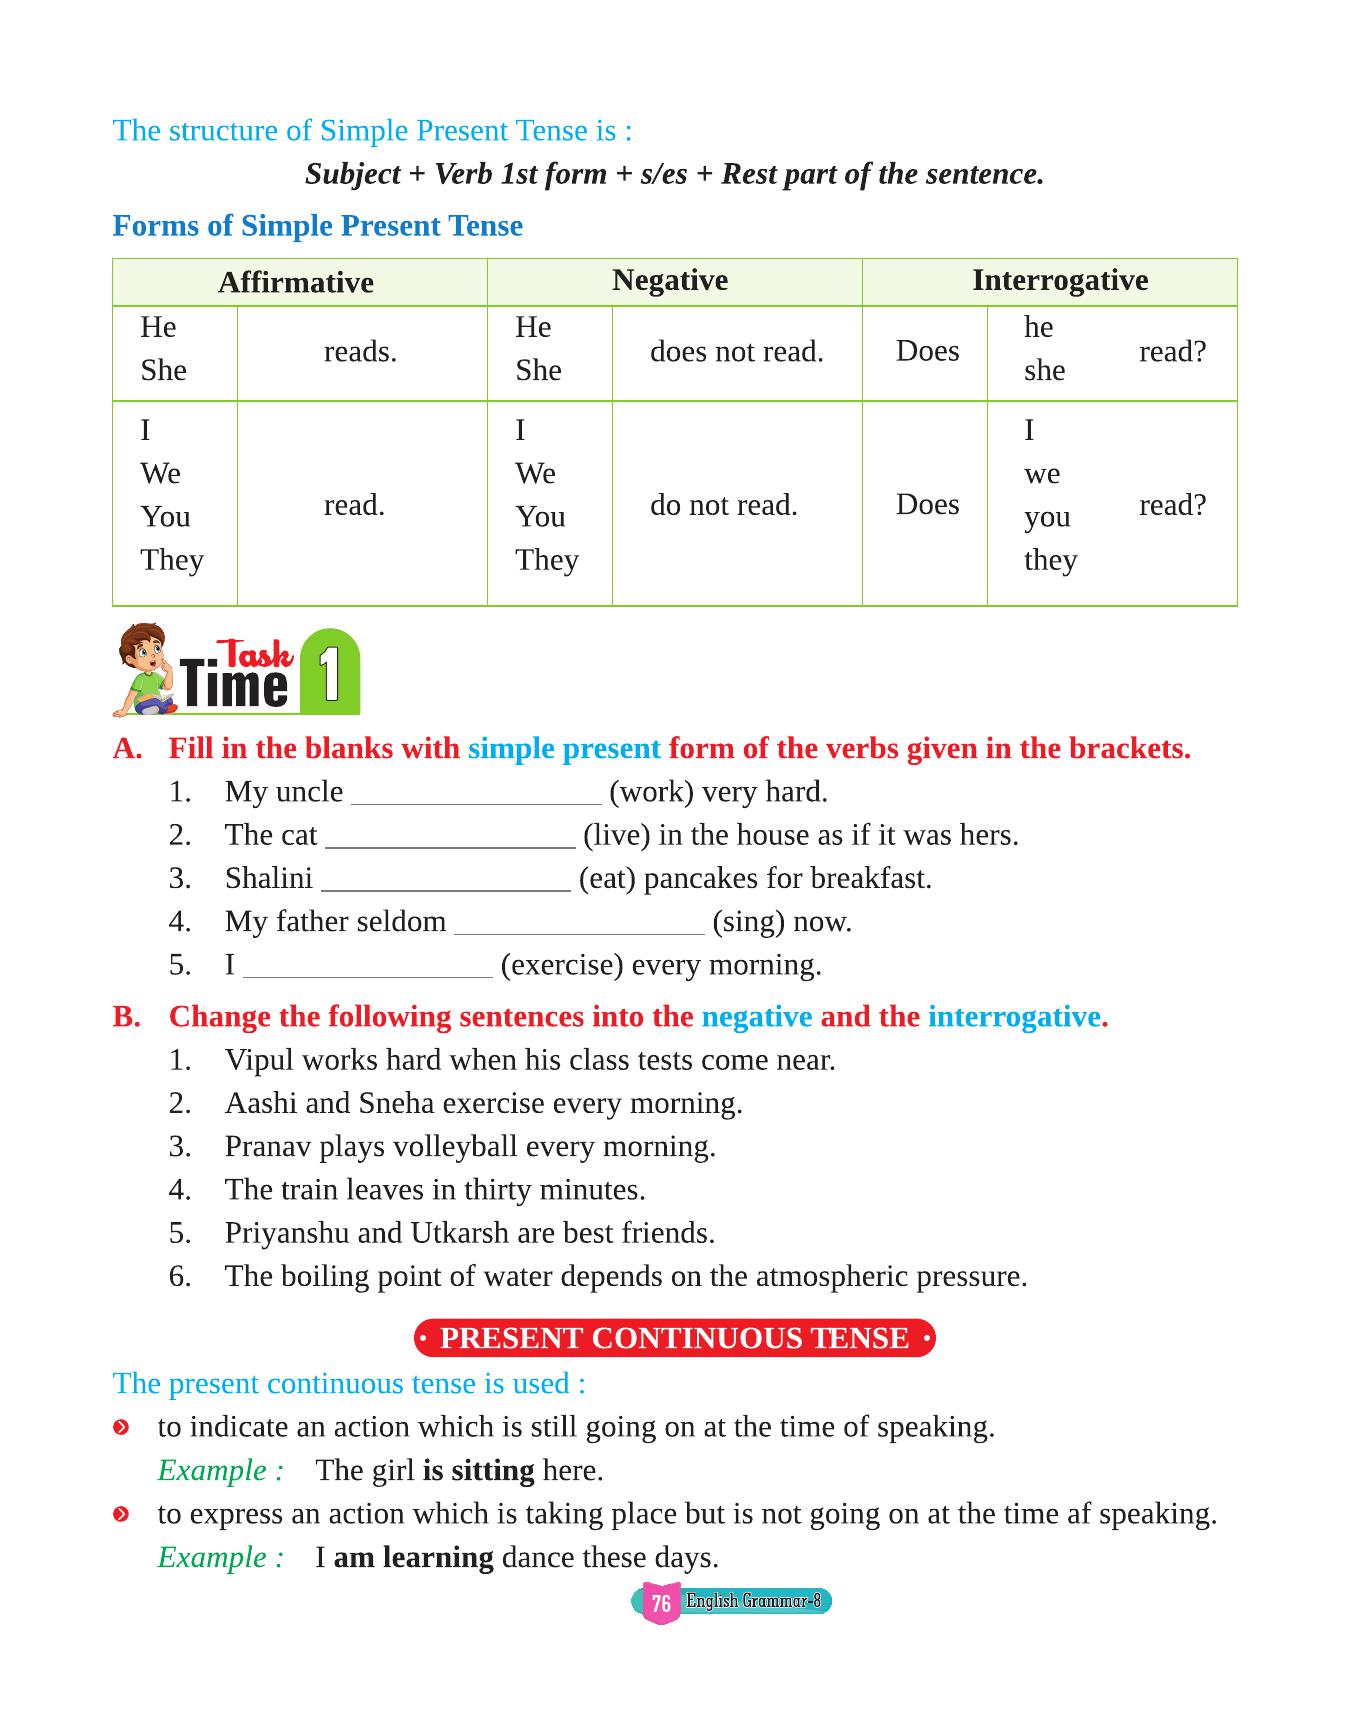 The structure of Simple Present Tense is :
Subject + Verb 1st form + s/es + Rest part of the sentence.
Forms of Simple Present Tense
Affirmative Negative Interrogative
He He he
reads. does not read. Does read?
She She she
I I I
We We we
read. do not read. Does read?
You You you
They They they
Task
Time 1
A. Fill in the blanks with simple present form of the verbs given in the brackets.
1. My uncle ________________ (work) very hard.
2. The cat ________________ (live) in the house as if it was hers.
3. Shalini ________________ (eat) pancakes for breakfast.
4. My father seldom ________________ (sing) now.
5. I ________________ (exercise) every morning.
B. Change the following sentences into the negative and the interrogative.
1. Vipul works hard when his class tests come near.
2. Aashi and Sneha exercise every morning.
3. Pranav plays volleyball every morning.
4. The train leaves in thirty minutes.
5. Priyanshu and Utkarsh are best friends.
6. The boiling point of water depends on the atmospheric pressure.
• PRESENT CONTINUOUS TENSE •
The present continuous tense is used :
to indicate an action which is still going on at the time of speaking.
Example : The girl is sitting here.
to express an action which is taking place but is not going on at the time af speaking.
Example : I am learning dance these days.
76 English Grammar-8